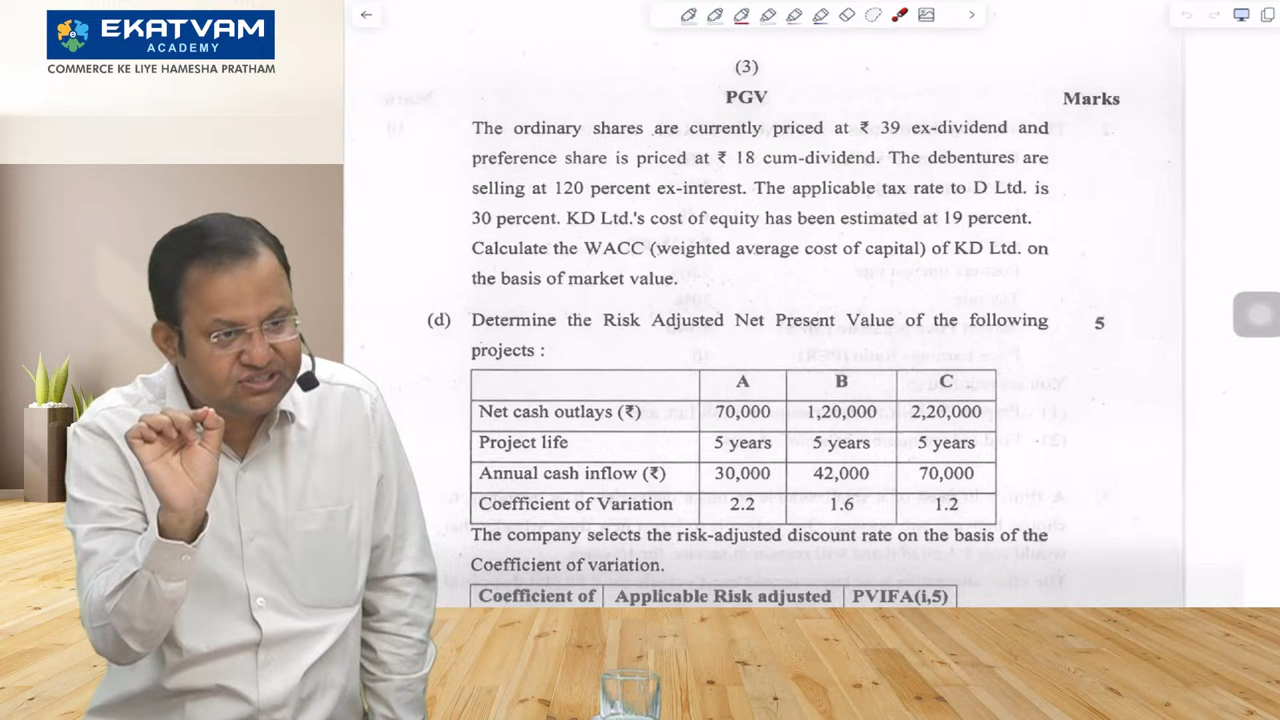 EKATVAM
ACADEMY
COMMERCE KE LIYE HAMESHA PRATHAM
(3)
PGV
Marks
The ordinary shares are currently priced at ₹ 39 ex-dividend and
preference share is priced at ₹ 18 cum-dividend. The debentures are
selling at 120 percent ex-interest. The applicable tax rate to D Ltd. is
30 percent. KD Ltd.'s cost of equity has been estimated at 19 percent.
Calculate the WACC (weighted average cost of capital) of KD Ltd. on
the basis of market value.
(d) Determine the Risk Adjusted Net Present Value of the following 5
projects :
A B C
Net cash outlays (₹) 70,000 1,20,000 2,20,000
Project life 5 years 5 years 5 years
Annual cash inflow (₹) 30,000 42,000 70,000
Coefficient of Variation 2.2 1.6 1.2
The company selects the risk-adjusted discount rate on the basis of the
Coefficient of variation.
Coefficient of Applicable Risk adjusted PVIFA(i,5)